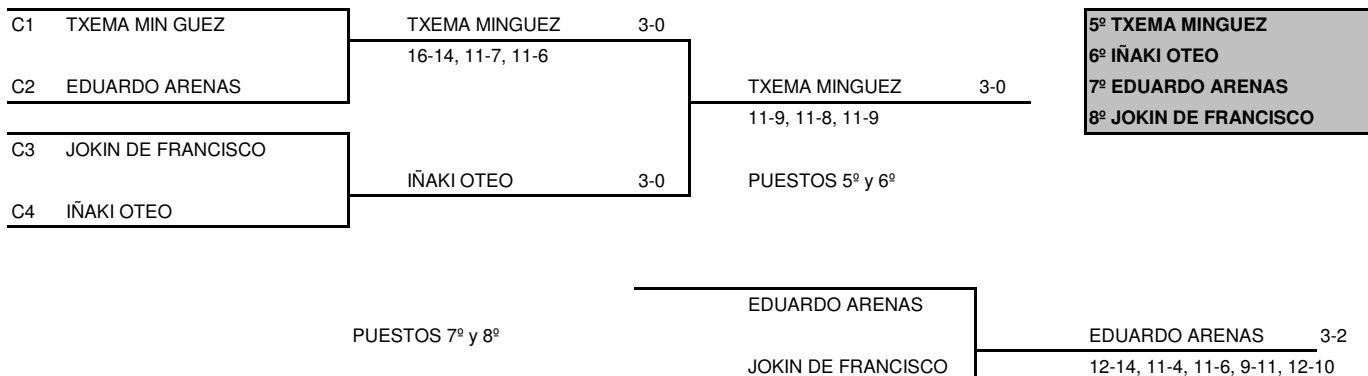 C1 TXEMA MIN GUEZ TXEMA MINGUEZ 3-0 5º TXEMA MINGUEZ
16-14, 11-7, 11-6 6º IÑAKI OTEO
C2 EDUARDO ARENAS TXEMA MINGUEZ 3-0 7º EDUARDO ARENAS
11-9, 11-8, 11-9 8º JOKIN DE FRANCISCO
C3 JOKIN DE FRANCISCO
IÑAKI OTEO 3-0 PUESTOS 5º y 6º
C4 IÑAKI OTEO
EDUARDO ARENAS
PUESTOS 7º y 8º EDUARDO ARENAS 3-2
JOKIN DE FRANCISCO 12-14, 11-4, 11-6, 9-11, 12-10